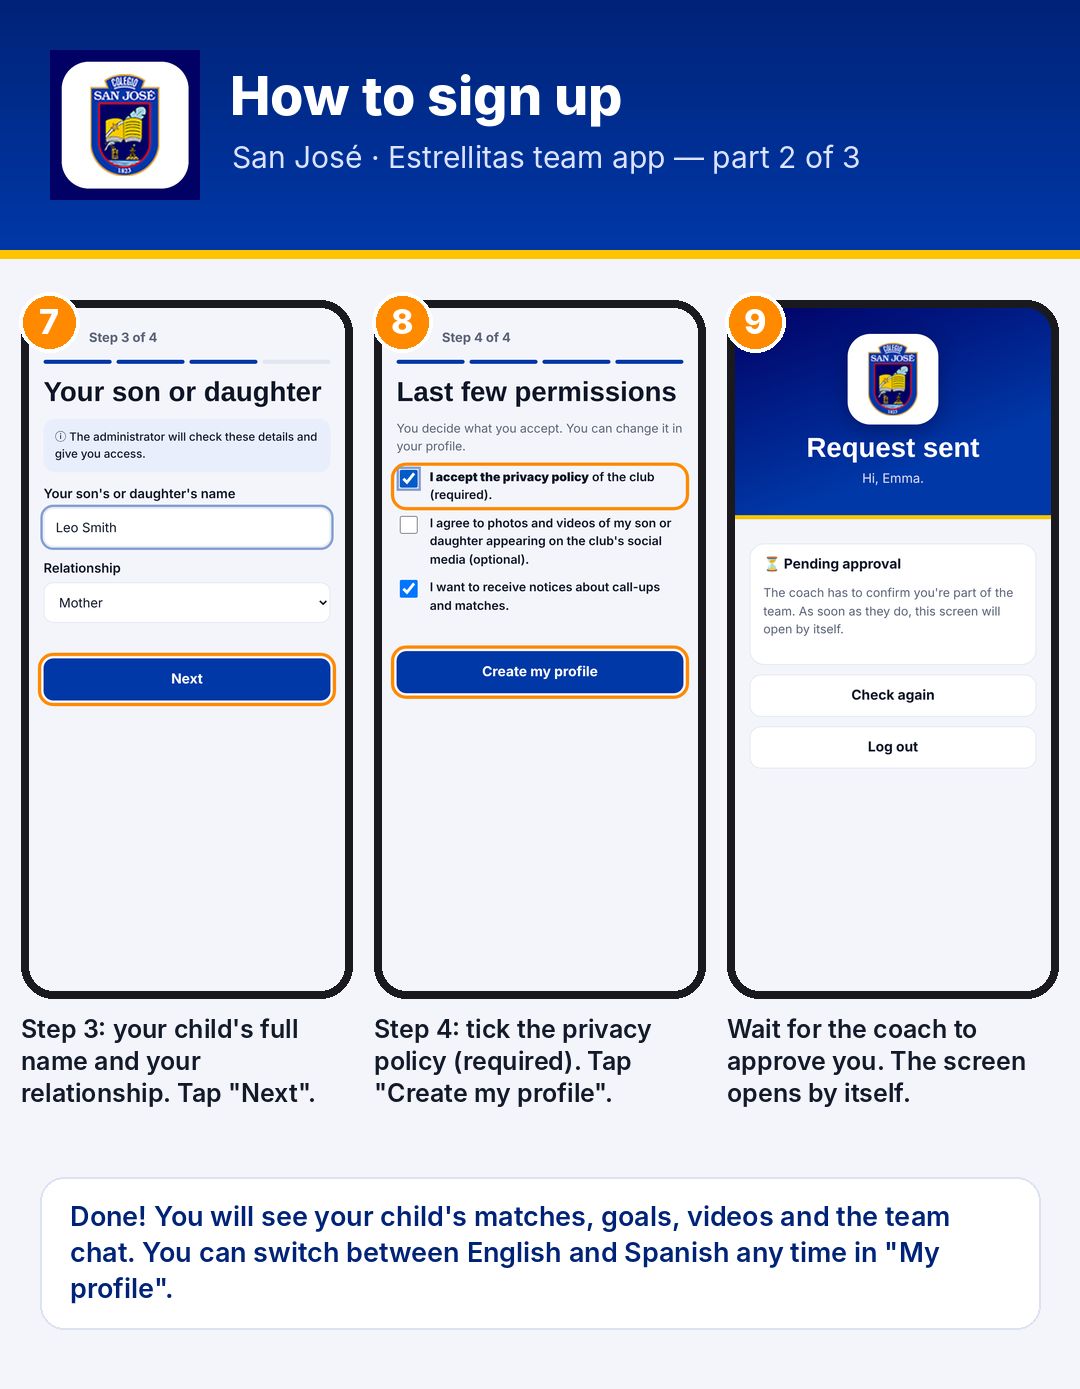 COLEGIO
SAN JOSÉ
1823
How to sign up
San José · Estrellitas team app — part 2 of 3
7
Step 3 of 4
Your son or daughter
ⓘ The administrator will check these details and
give you access.
Your son's or daughter's name
Leo Smith
Relationship
Mother
Next
Step 3: your child's full
name and your
relationship. Tap "Next".
8
Step 4 of 4
Last few permissions
You decide what you accept. You can change it in
your profile.
I accept the privacy policy of the club
(required).
I agree to photos and videos of my son or
daughter appearing on the club's social
media (optional).
I want to receive notices about call-ups
and matches.
Create my profile
Step 4: tick the privacy
policy (required). Tap
"Create my profile".
9
COLEGIO
SAN JOSÉ
1823
Request sent
Hi, Emma.
⏳ Pending approval
The coach has to confirm you're part of the
team. As soon as they do, this screen will
open by itself.
Check again
Log out
Wait for the coach to
approve you. The screen
opens by itself.
Done! You will see your child's matches, goals, videos and the team
chat. You can switch between English and Spanish any time in "My
profile".